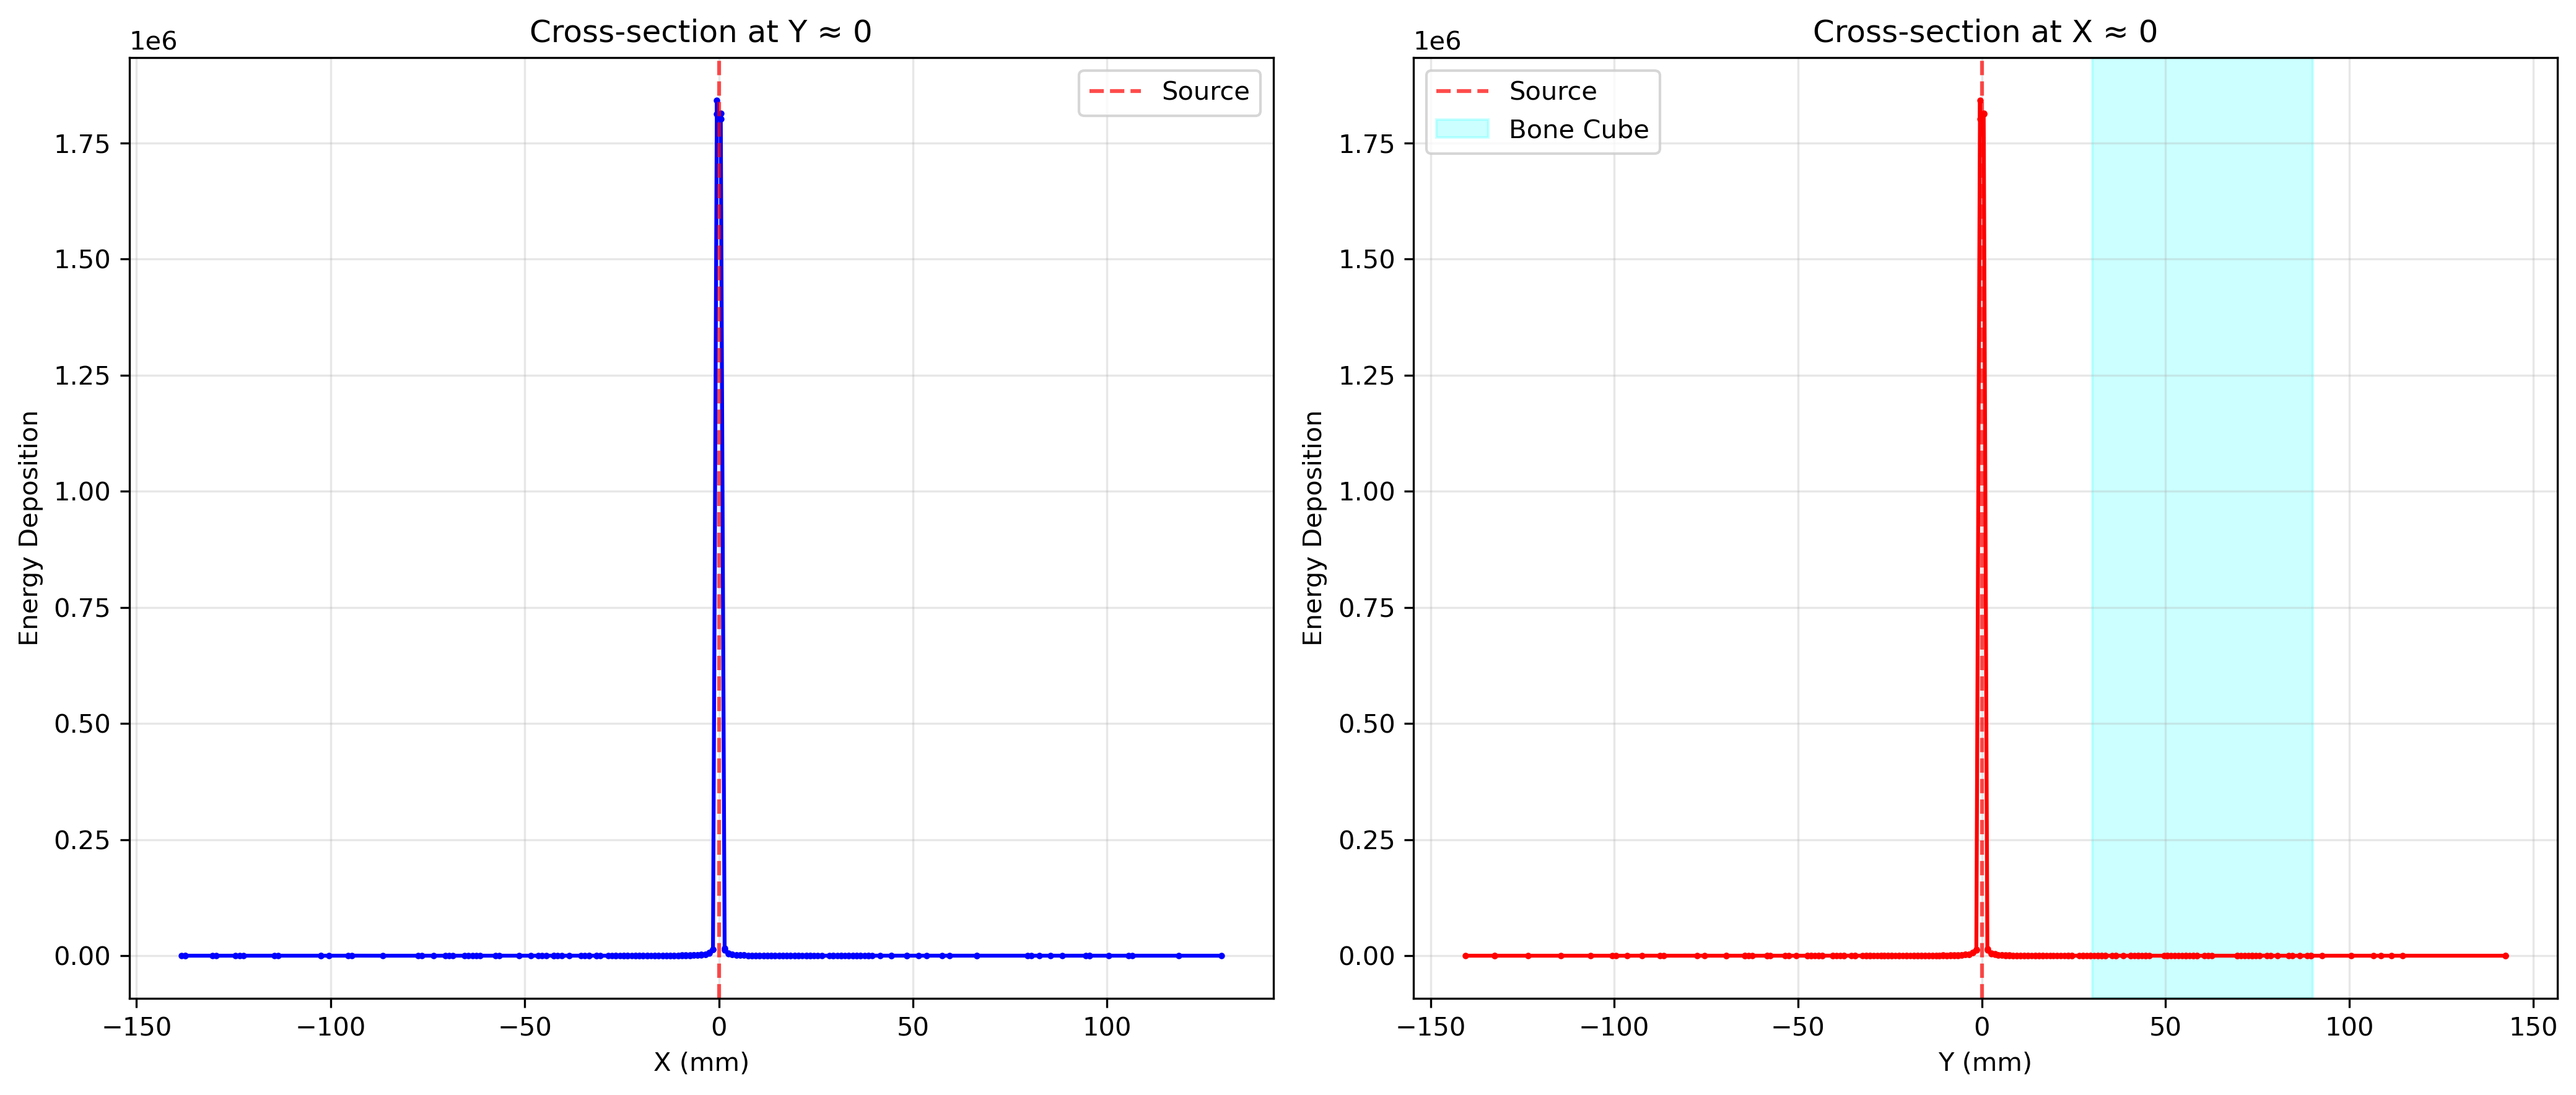 Cross-section at Y ≈ 0
1e6
Source
1.75
1.50
1.25
1.00
0.75
0.50
0.25
0.00
Energy Deposition
−150
−100
−50
0
50
100
X (mm)
Cross-section at X ≈ 0
1e6
Source
Bone Cube
1.75
1.50
1.25
1.00
0.75
0.50
0.25
0.00
Energy Deposition
−150
−100
−50
0
50
100
150
Y (mm)